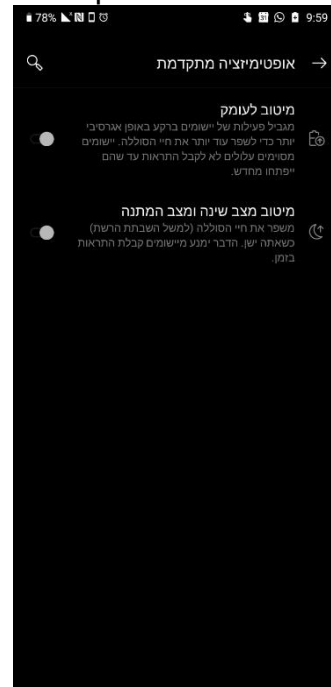 78% 9:59
אופטימיזציה מתקדמת
מיטוב לעומק
מגביל פעילות של יישומים ברקע באופן אגרסיבי
יותר כדי לשפר עוד יותר את חיי הסוללה. יישומים
מסוימים עלולים לא לקבל התראות עד שהם
ייפתחו מחדש.
מיטוב מצב שינה ומצב המתנה
משפר את חיי הסוללה (למשל השבתת הרשת)
כשאתה ישן. הדבר ימנע מיישומים קבלת התראות
בזמן.